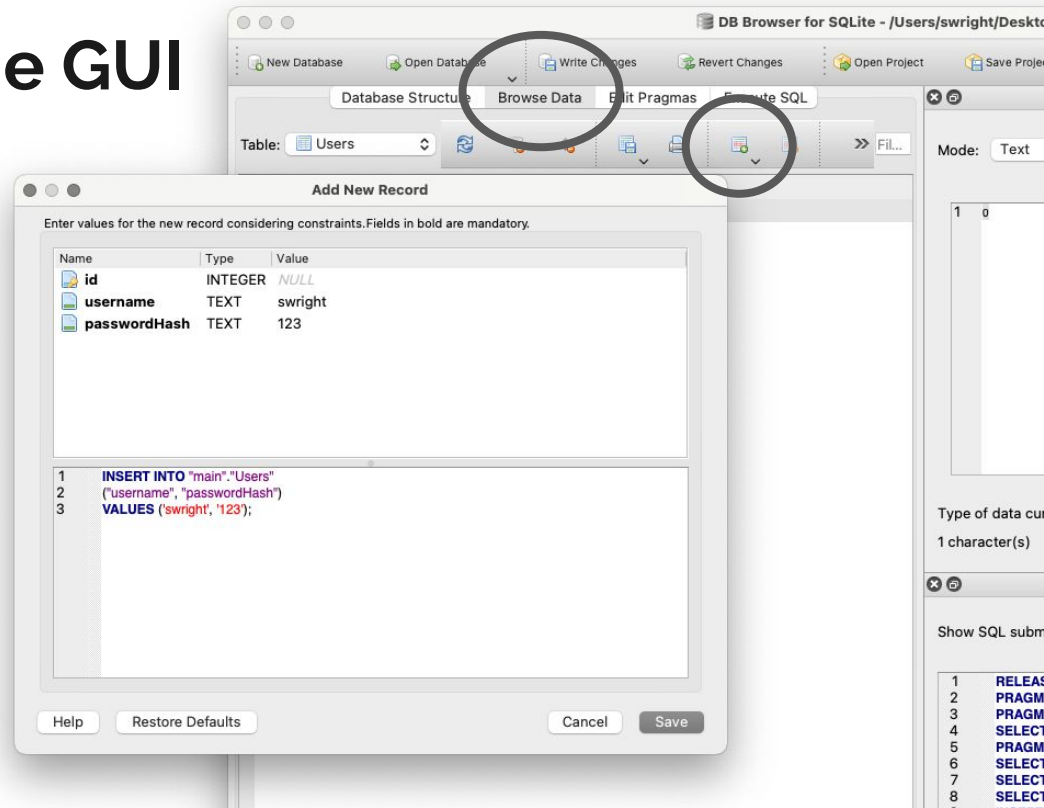 e GUI
DB Browser for SQLite - /Users/swright/Deskto
New Database Open Database Write Changes Revert Changes Open Project Save Projec
Database Structure Browse Data Edit Pragmas Execute SQL
Table: Users Fil... Mode: Text
1 0
Add New Record
Enter values for the new record considering constraints.Fields in bold are mandatory.
Name Type Value
id INTEGER NULL
username TEXT swright
passwordHash TEXT 123
1 INSERT INTO "main"."Users"
2 ("username", "passwordHash")
3 VALUES ('swright', '123');
Help Restore Defaults Cancel Save
Type of data cur
1 character(s)
Show SQL subm
1 RELEAS
2 PRAGM
3 PRAGM
4 SELECT
5 PRAGM
6 SELECT
7 SELECT
8 SELECT